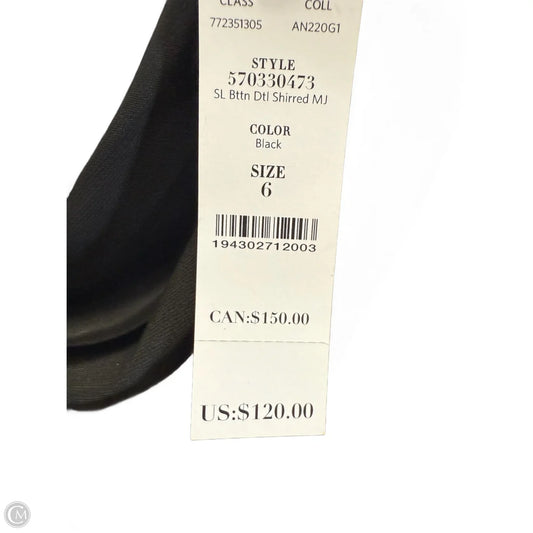 CLASS COLL
772351305 AN220G1
STYLE
570330473
SL Bttn Dtl Shirred MJ
COLOR
Black
SIZE
6
194302712003
CAN:$150.00
US:$120.00
CM